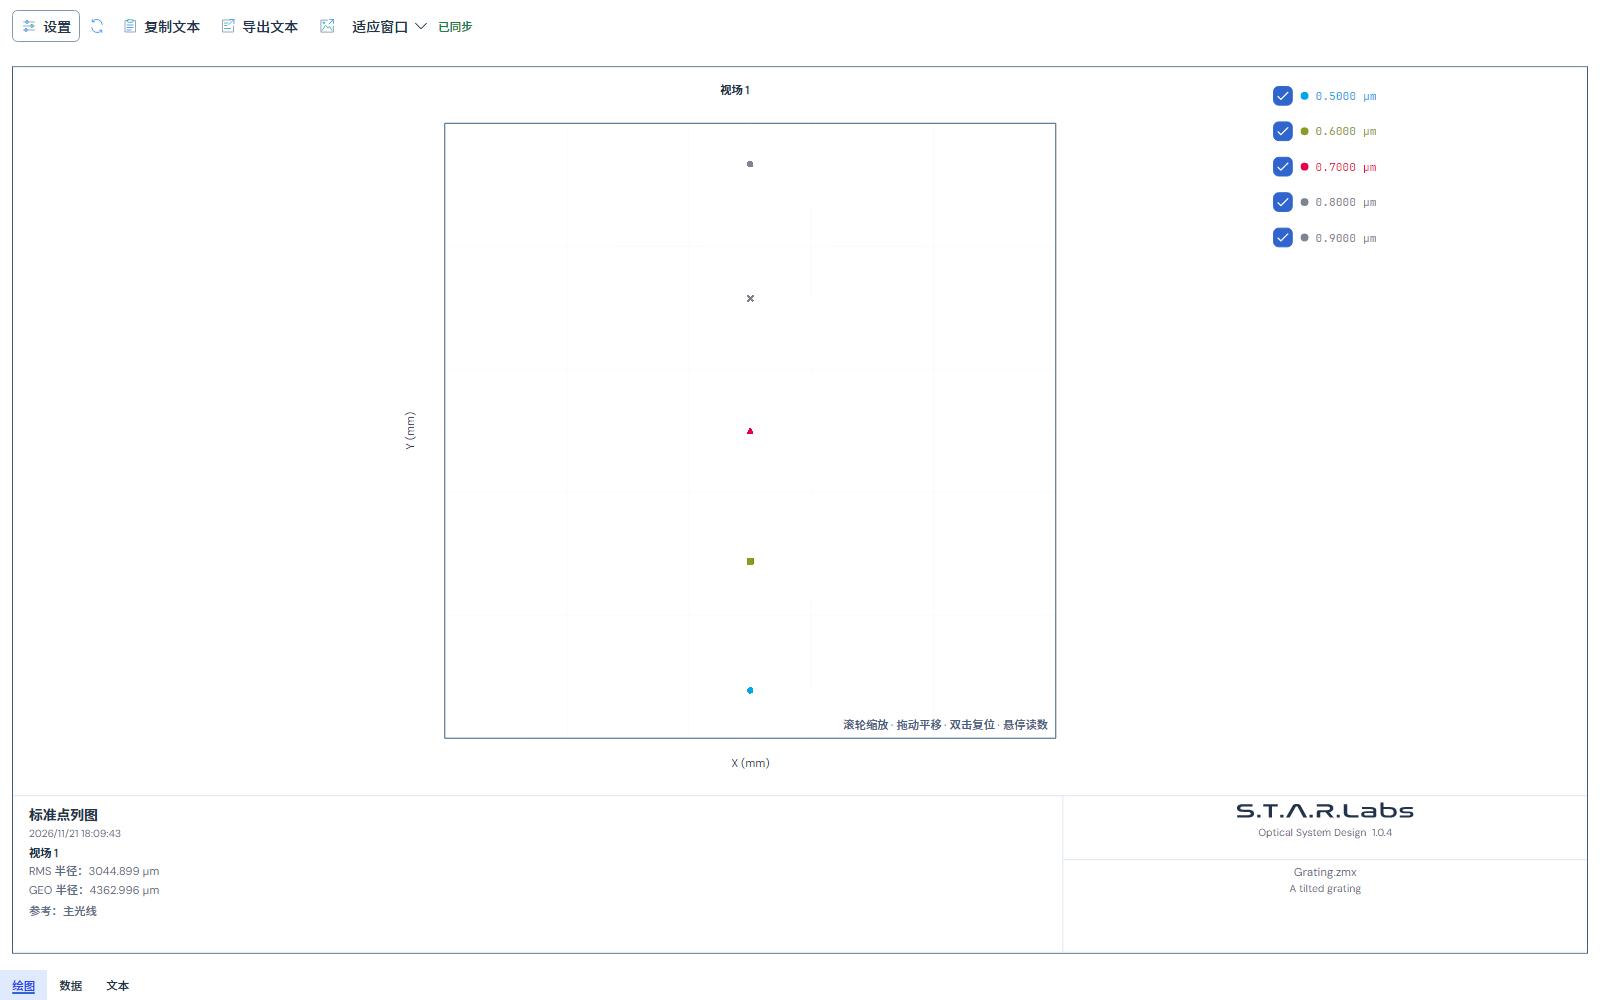 设置 复制文本 导出文本 适应窗口 已同步
视场 1
0.5000 μm
0.6000 μm
0.7000 μm
0.8000 μm
0.9000 μm
Y (mm)
滚轮缩放 · 拖动平移 · 双击复位 · 悬停读数
X (mm)
标准点列图
2026/11/21 18:09:43
视场 1
RMS 半径：3044.899 μm
GEO 半径：4362.996 μm
参考：主光线
S.T.A.R.Labs
Optical System Design 1.0.4
Grating.zmx
A tilted grating
绘图 数据 文本